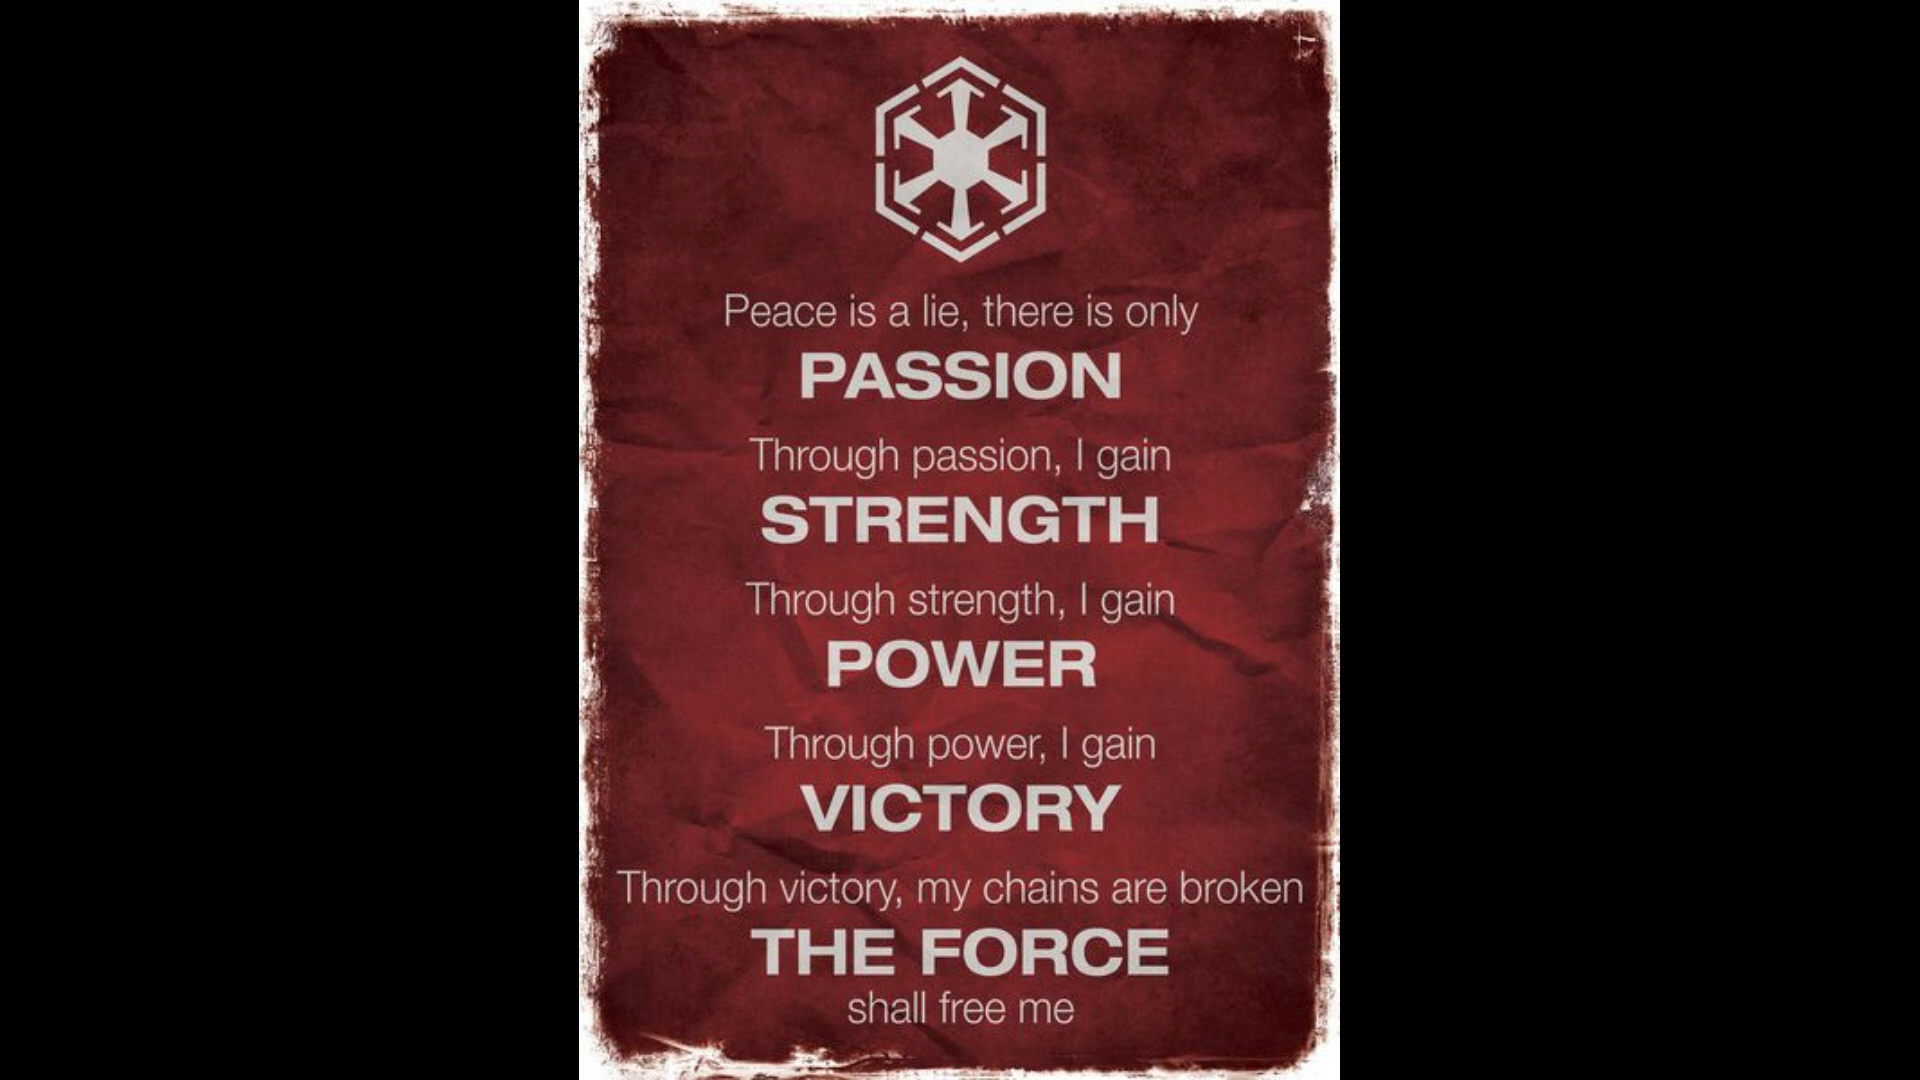 Peace is a lie, there is only
PASSION
Through passion, I gain
STRENGTH
Through strength, I gain
POWER
Through power, I gain
VICTORY
Through victory, my chains are broken
THE FORCE
shall free me